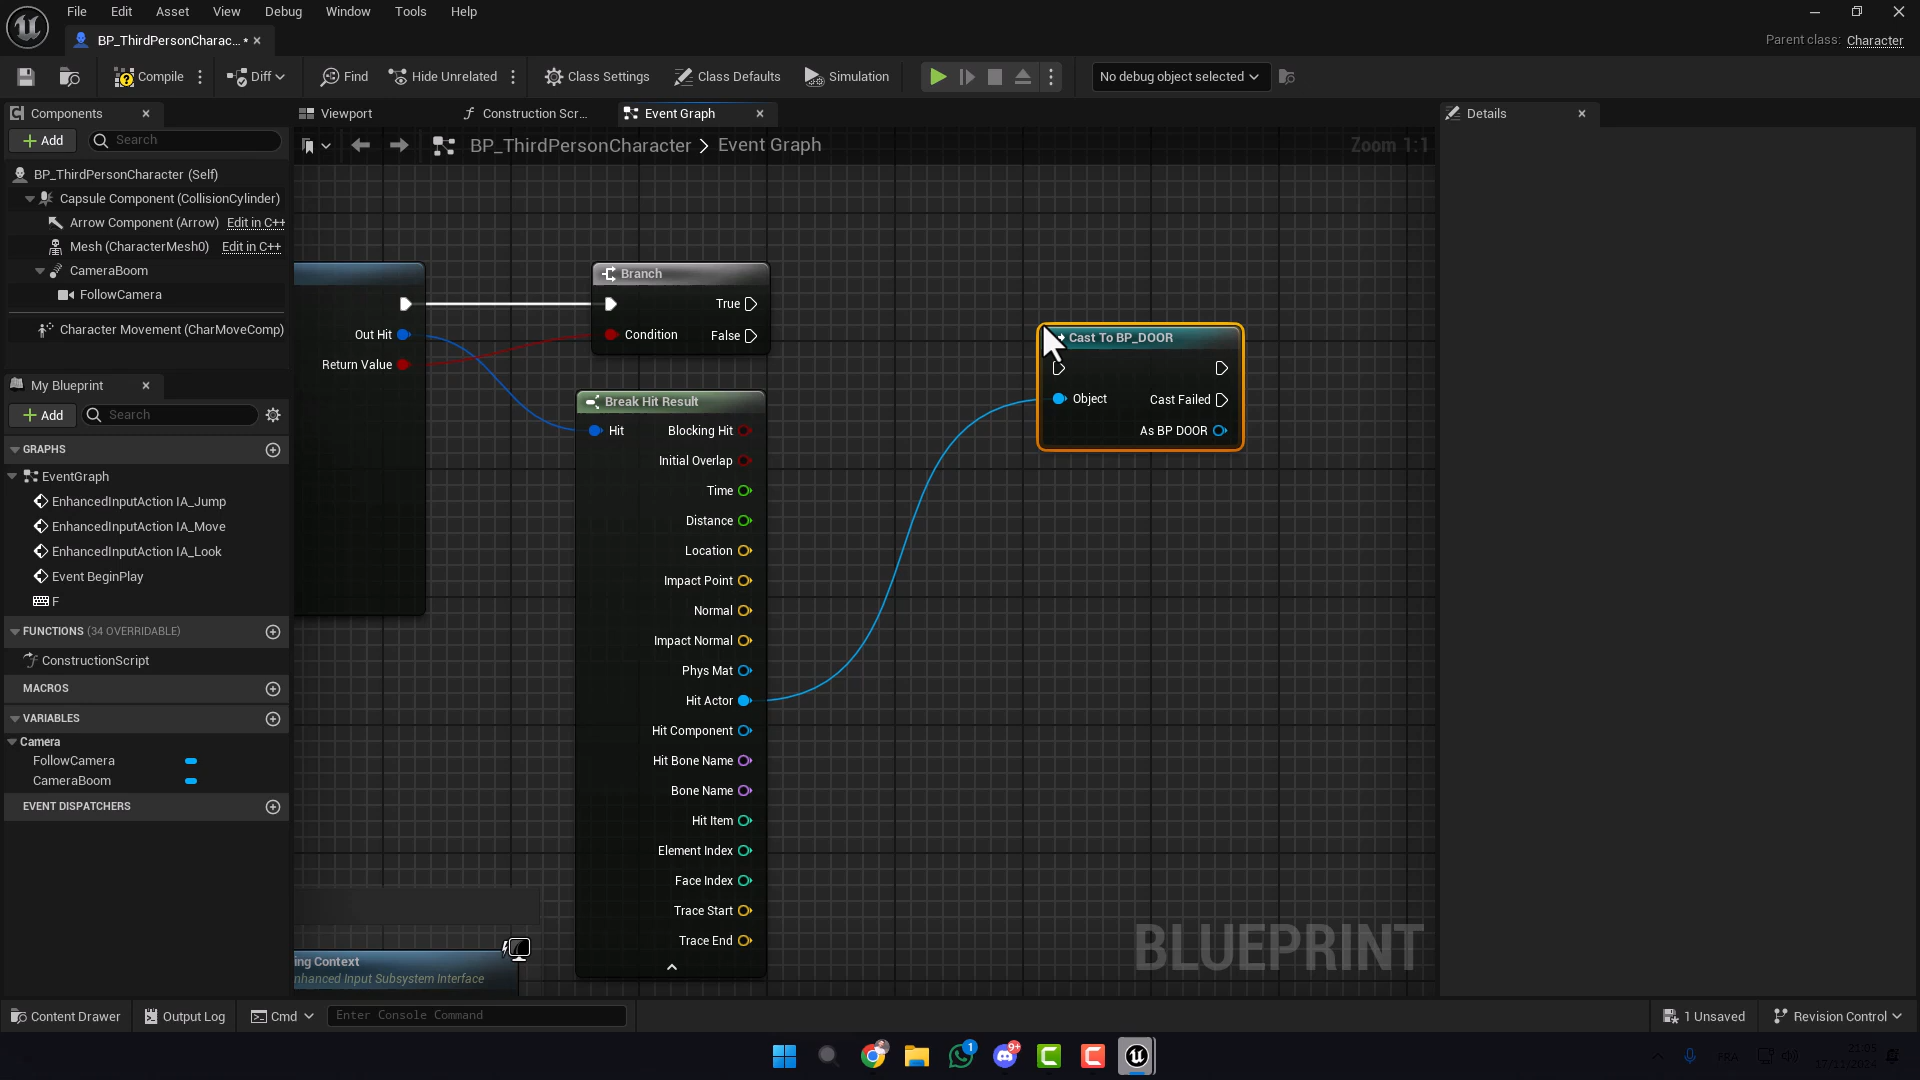 File Edit Asset View Debug Window Tools Help
BP_ThirdPersonCharac... •
Parent class: Character
Compile Diff Find Hide Unrelated Class Settings Class Defaults Simulation No debug object selected
Components
Viewport Construction Scr... Event Graph
Details
Add Search
BP_ThirdPersonCharacter > Event Graph
Zoom 1:1
BP_ThirdPersonCharacter (Self)
Capsule Component (CollisionCylinder)
Arrow Component (Arrow) Edit in C++
Mesh (CharacterMesh0) Edit in C++
CameraBoom
FollowCamera
Character Movement (CharMoveComp)
My Blueprint
Add Search
GRAPHS
EventGraph
EnhancedInputAction IA_Jump
EnhancedInputAction IA_Move
EnhancedInputAction IA_Look
Event BeginPlay
F
FUNCTIONS (34 OVERRIDABLE)
ConstructionScript
MACROS
VARIABLES
Camera
FollowCamera
CameraBoom
EVENT DISPATCHERS
Out Hit
Return Value
Branch
True
Condition False
Break Hit Result
Hit Blocking Hit
Initial Overlap
Time
Distance
Location
Impact Point
Normal
Impact Normal
Phys Mat
Hit Actor
Hit Component
Hit Bone Name
Bone Name
Hit Item
Element Index
Face Index
Trace Start
Trace End
Cast To BP_DOOR
Object Cast Failed
As BP DOOR
ing Context
nhanced Input Subsystem Interface
BLUEPRINT
Content Drawer Output Log Cmd Enter Console Command 1 Unsaved Revision Control
1 9+
FRA
21:05